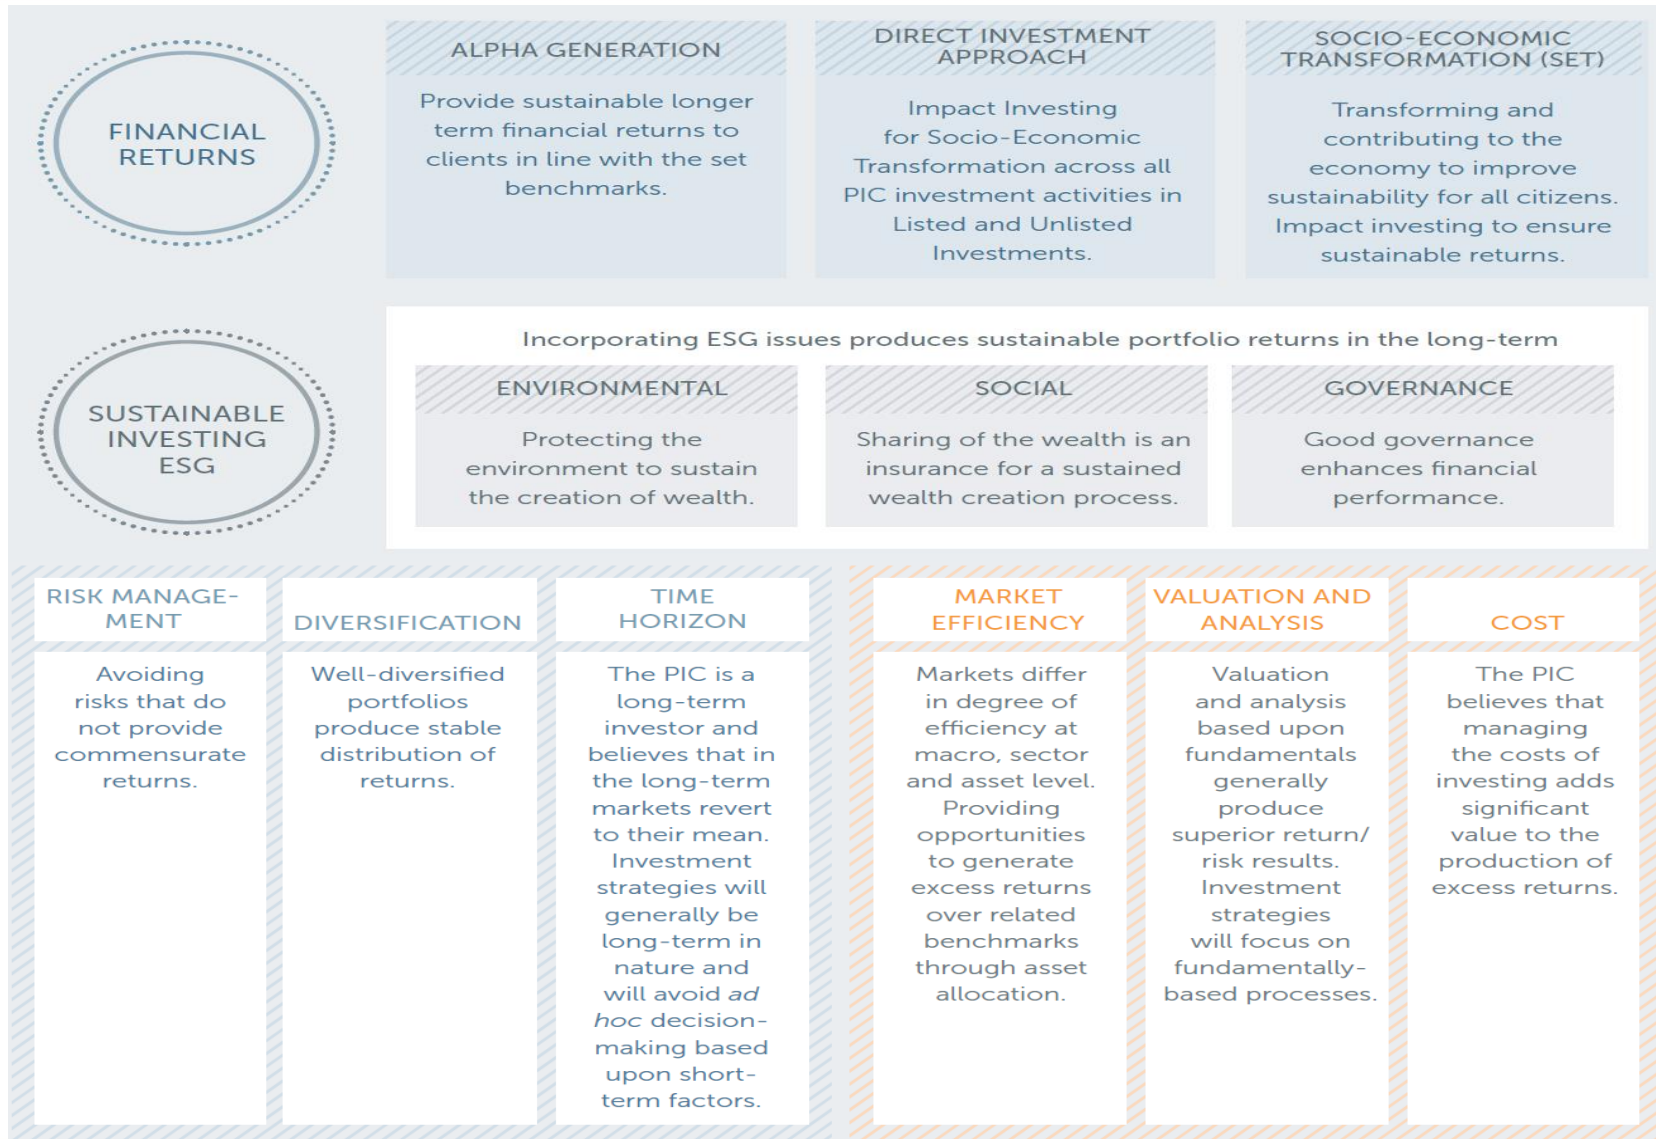 FINANCIAL
RETURNS
ALPHA GENERATION
Provide sustainable longer
term financial returns to
clients in line with the set
benchmarks.
DIRECT INVESTMENT
APPROACH
Impact Investing
for Socio-Economic
Transformation across all
PIC investment activities in
Listed and Unlisted
Investments.
SOCIO-ECONOMIC
TRANSFORMATION (SET)
Transforming and
contributing to the
economy to improve
sustainability for all citizens.
Impact investing to ensure
sustainable returns.
SUSTAINABLE
INVESTING
ESG
Incorporating ESG issues produces sustainable portfolio returns in the long-term
ENVIRONMENTAL
Protecting the
environment to sustain
the creation of wealth.
SOCIAL
Sharing of the wealth is an
insurance for a sustained
wealth creation process.
GOVERNANCE
Good governance
enhances financial
performance.
RISK MANAGE-
MENT
Avoiding
risks that do
not provide
commensurate
returns.
DIVERSIFICATION
Well-diversified
portfolios
produce stable
distribution of
returns.
TIME
HORIZON
The PIC is a
long-term
investor and
believes that in
the long-term
markets revert
to their mean.
Investment
strategies will
generally be
long-term in
nature and
will avoid ad
hoc decision-
making based
upon short-
term factors.
MARKET
EFFICIENCY
Markets differ
in degree of
efficiency at
macro, sector
and asset level.
Providing
opportunities
to generate
excess returns
over related
benchmarks
through asset
allocation.
VALUATION AND
ANALYSIS
Valuation
and analysis
based upon
fundamentals
generally
produce
superior return/
risk results.
Investment
strategies
will focus on
fundamentally-
based processes.
COST
The PIC
believes that
managing
the costs of
investing adds
significant
value to the
production of
excess returns.